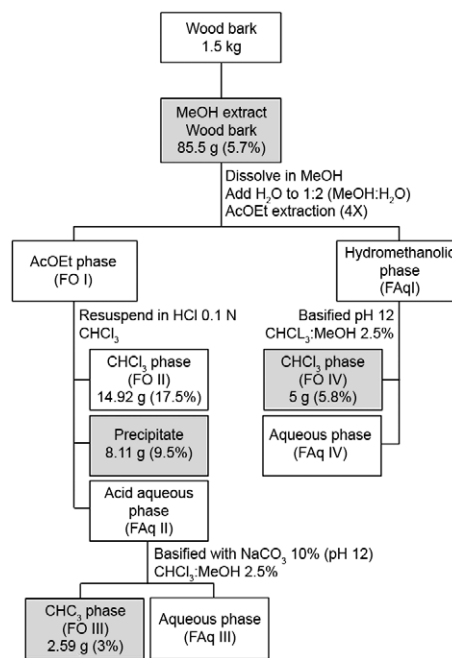 Wood bark
1.5 kg
MeOH extract
Wood bark
85.5 g (5.7%)
Dissolve in MeOH
Add H₂O to 1:2 (MeOH:H₂O)
AcOEt extraction (4X)
AcOEt phase
(FO I)
Hydromethanolic
phase
(FAqI)
Resuspend in HCl 0.1 N
CHCl₃
Basified pH 12
CHCL₃:MeOH 2.5%
CHCl₃ phase
(FO II)
14.92 g (17.5%)
CHCl₃ phase
(FO IV)
5 g (5.8%)
Precipitate
8.11 g (9.5%)
Aqueous phase
(FAq IV)
Acid aqueous
phase
(FAq II)
Basified with NaCO₃ 10% (pH 12)
CHCl₃:MeOH 2.5%
CHC₃ phase
(FO III)
2.59 g (3%)
Aqueous phase
(FAq III)